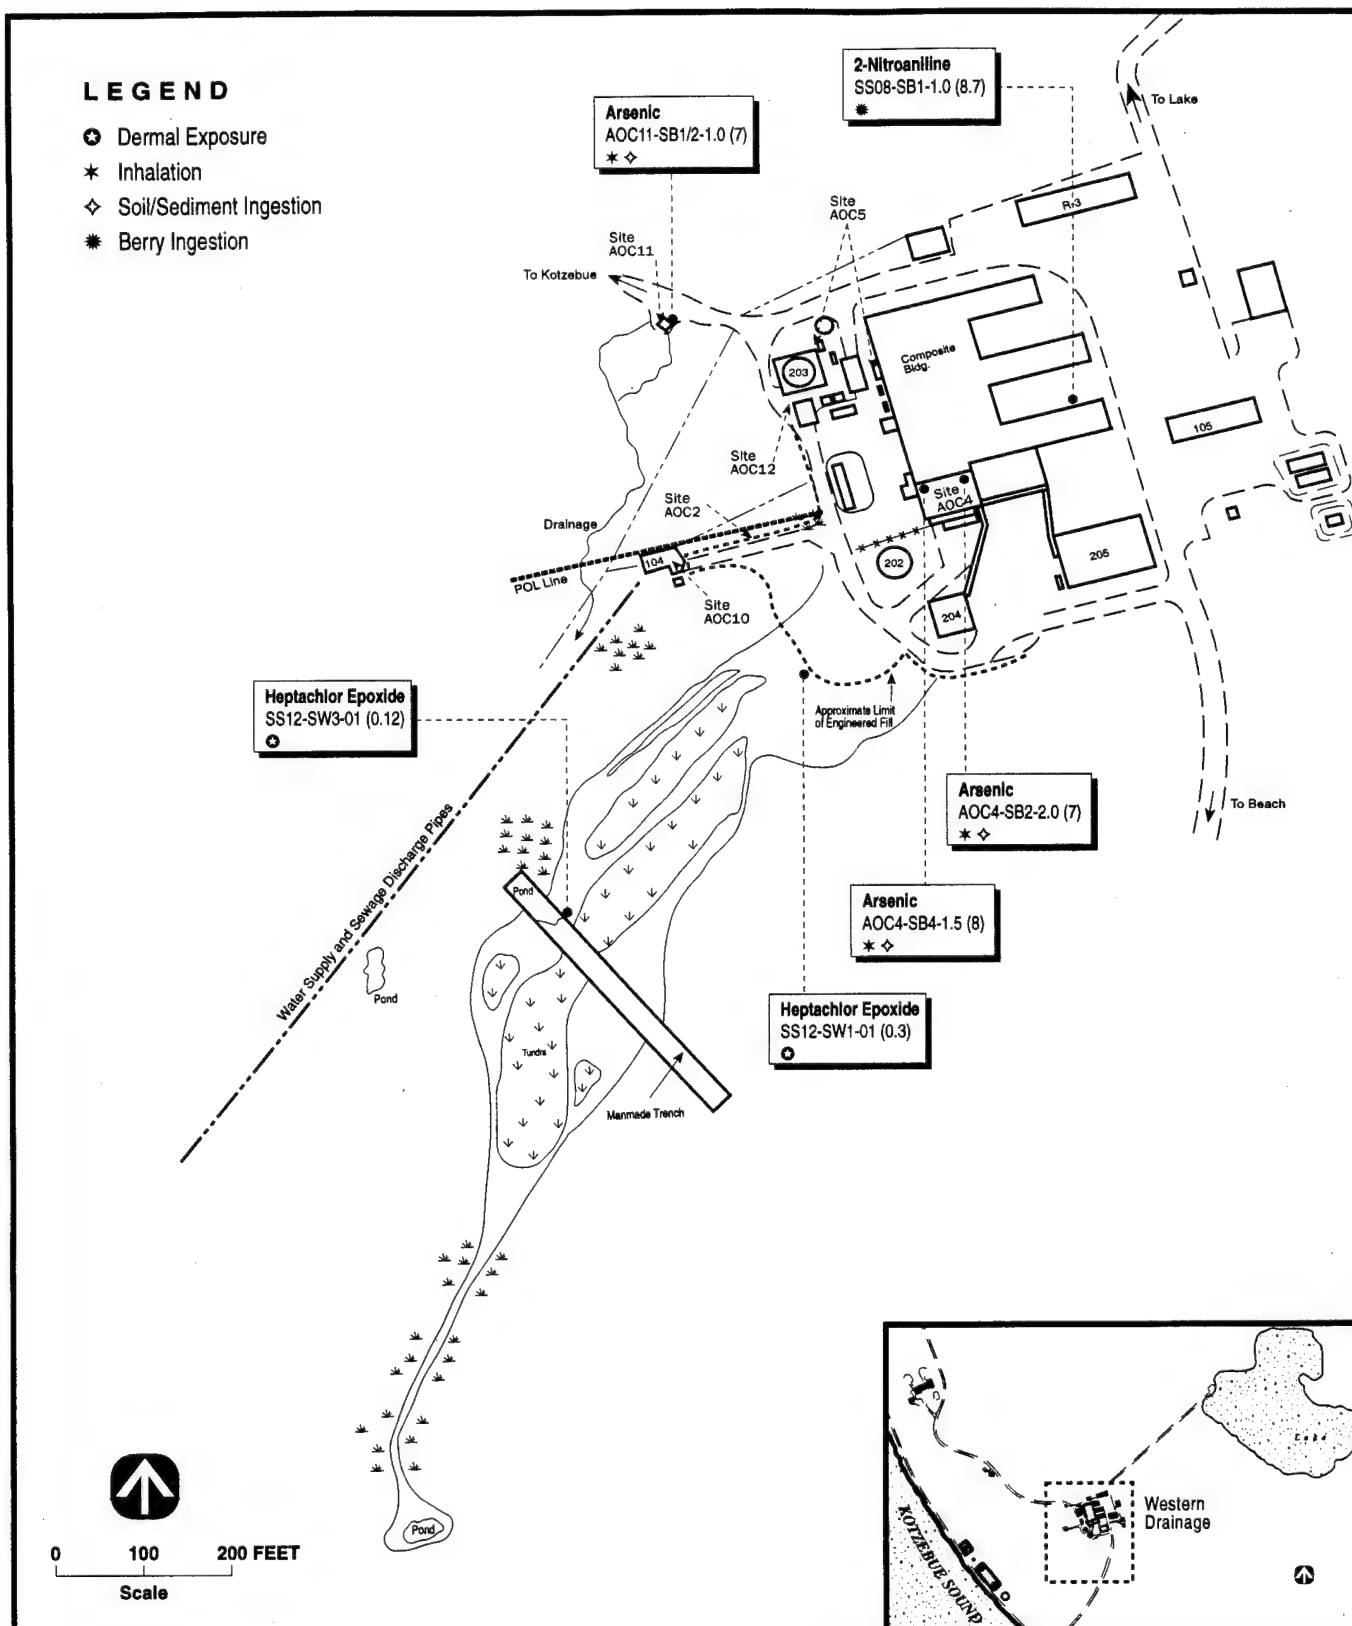 LEGEND
Dermal Exposure
Inhalation
Soil/Sediment Ingestion
Berry Ingestion
2-Nitroaniline
SS08-SB1-1.0 (8.7)
Arsenic
AOC11-SB1/2-1.0 (7)
To Lake
Site
AOC11
Site
AOC5
To Kotzebue
Composite
Bldg.
203
105
Site
AOC12
Site
AOC2
Site
AOC4
Drainage
POL Line
104
202
205
204
Site
AOC10
Heptachlor Epoxide
SS12-SW3-01 (0.12)
Approximate Limit
of Engineered Fill
Arsenic
AOC4-SB2-2.0 (7)
To Beach
Water Supply and Sewage Discharge Pipes
Pond
Arsenic
AOC4-SB4-1.5 (8)
Pond
Heptachlor Epoxide
SS12-SW1-01 (0.3)
Tundra
Manmade Trench
Pond
0 100 200 FEET
Scale
Lake
Western
Drainage
KOTZEBUE SOUND